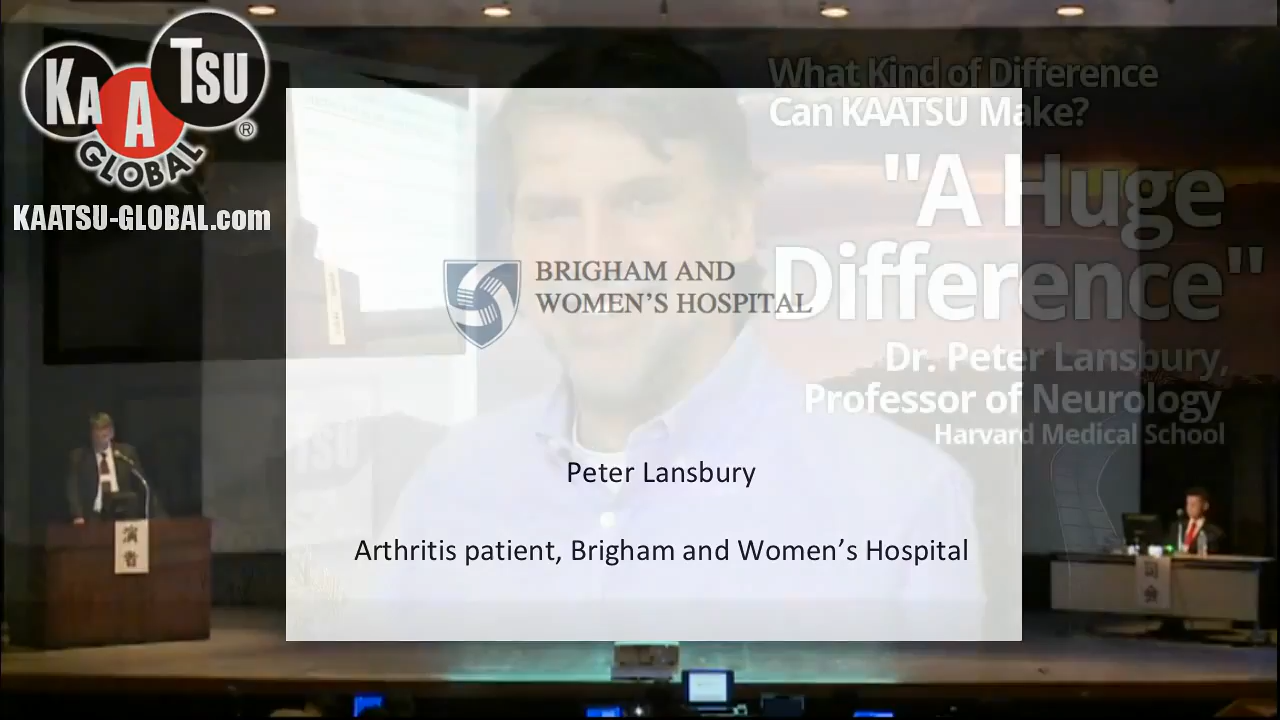 KAATSU
®
GLOBAL
KAATSU-GLOBAL.com
What Kind of Difference
Can KAATSU Make?
"A Huge
Difference"
Dr. Peter Lansbury,
Professor of Neurology
Harvard Medical School
BRIGHAM AND
WOMEN'S HOSPITAL
Peter Lansbury
Arthritis patient, Brigham and Women's Hospital
演者
司会